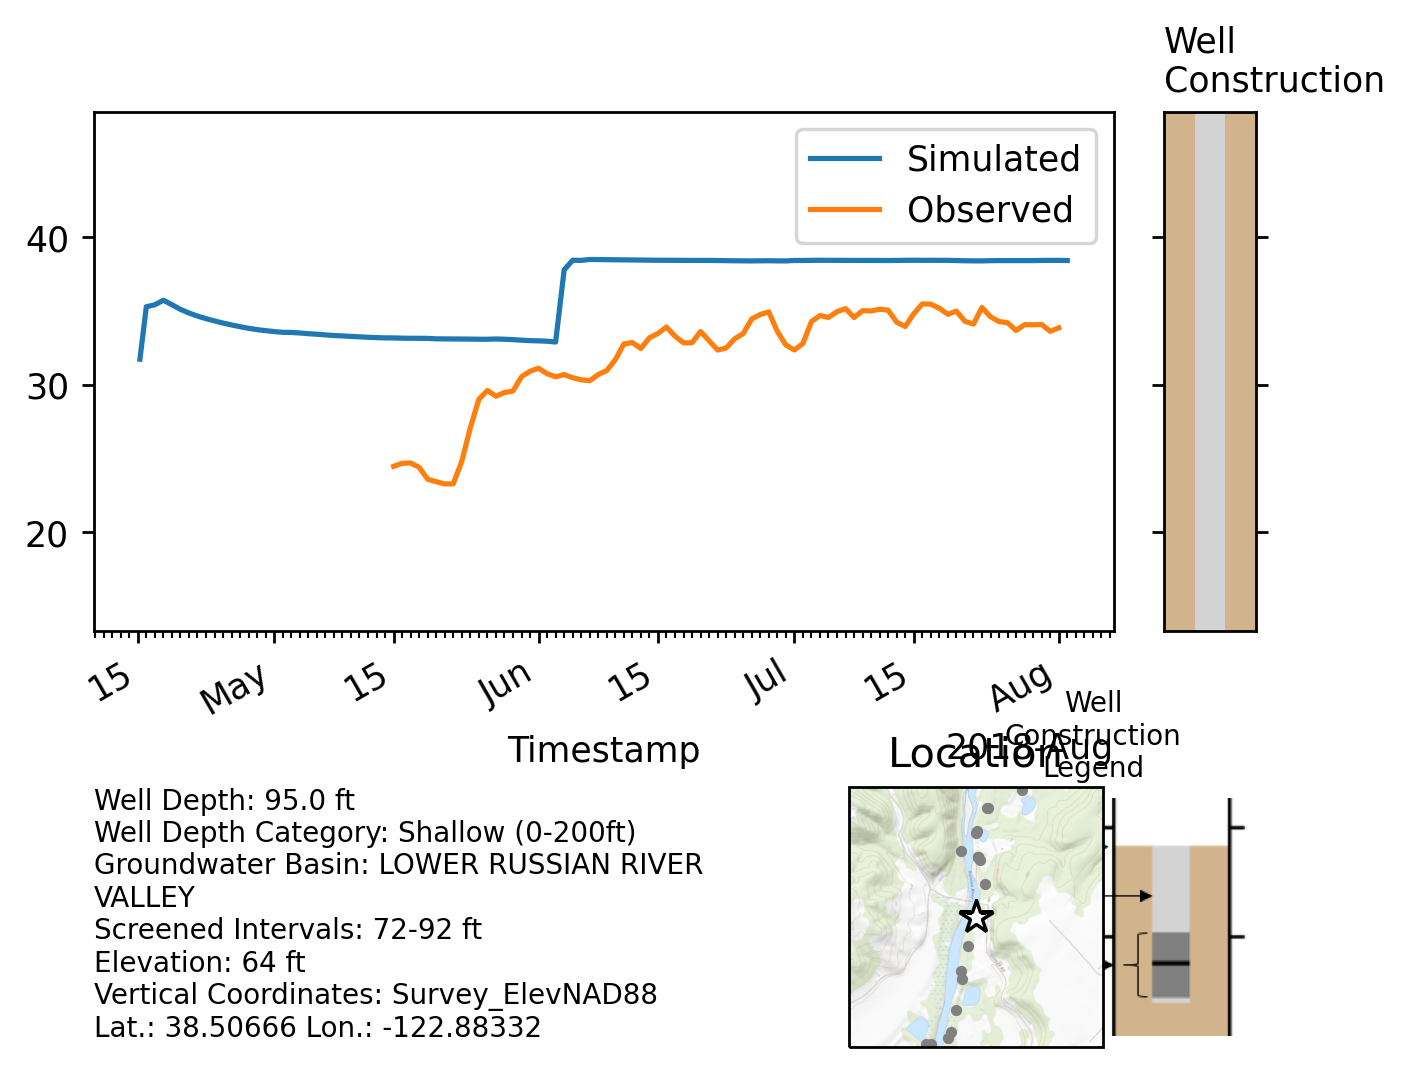 Well
Construction
Simulated
Observed
40
30
20
15
May
15
Jun
15
Jul
15
Aug
Timestamp
2018-Aug
Location
Well
Construction
Legend
Well Depth: 95.0 ft
Well Depth Category: Shallow (0-200ft)
Groundwater Basin: LOWER RUSSIAN RIVER
VALLEY
Screened Intervals: 72-92 ft
Elevation: 64 ft
Vertical Coordinates: Survey_ElevNAD88
Lat.: 38.50666 Lon.: -122.88332